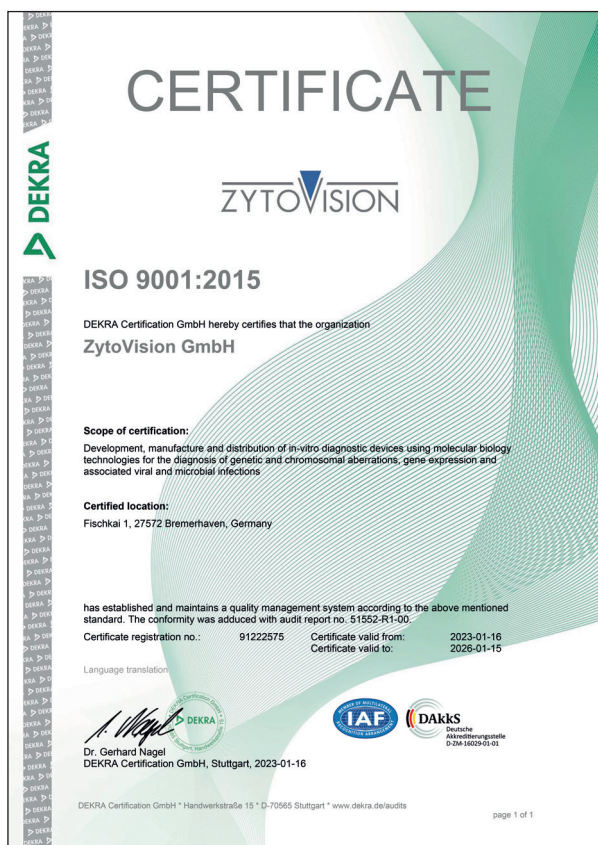 CERTIFICATE
DEKRA
ZYTOVISION
ISO 9001:2015
DEKRA Certification GmbH hereby certifies that the organization
ZytoVision GmbH
Scope of certification:
Development, manufacture and distribution of in-vitro diagnostic devices using molecular biology
technologies for the diagnosis of genetic and chromosomal aberrations, gene expression and
associated viral and microbial infections
Certified location:
Fischkai 1, 27572 Bremerhaven, Germany
has established and maintains a quality management system according to the above mentioned
standard. The conformity was adduced with audit report no. 51552-R1-00.
Certificate registration no.: 91222575 Certificate valid from: 2023-01-16
Certificate valid to: 2026-01-15
Language translation
DEKRA
IAF
MEMBER OF MULTILATERAL
RECOGNITION ARRANGEMENT
DAkkS
Deutsche
Akkreditierungsstelle
D-ZM-16029-01-01
Dr. Gerhard Nagel
DEKRA Certification GmbH, Stuttgart, 2023-01-16
DEKRA Certification GmbH * Handwerkstraße 15 * D-70565 Stuttgart * www.dekra.de/audits
page 1 of 1